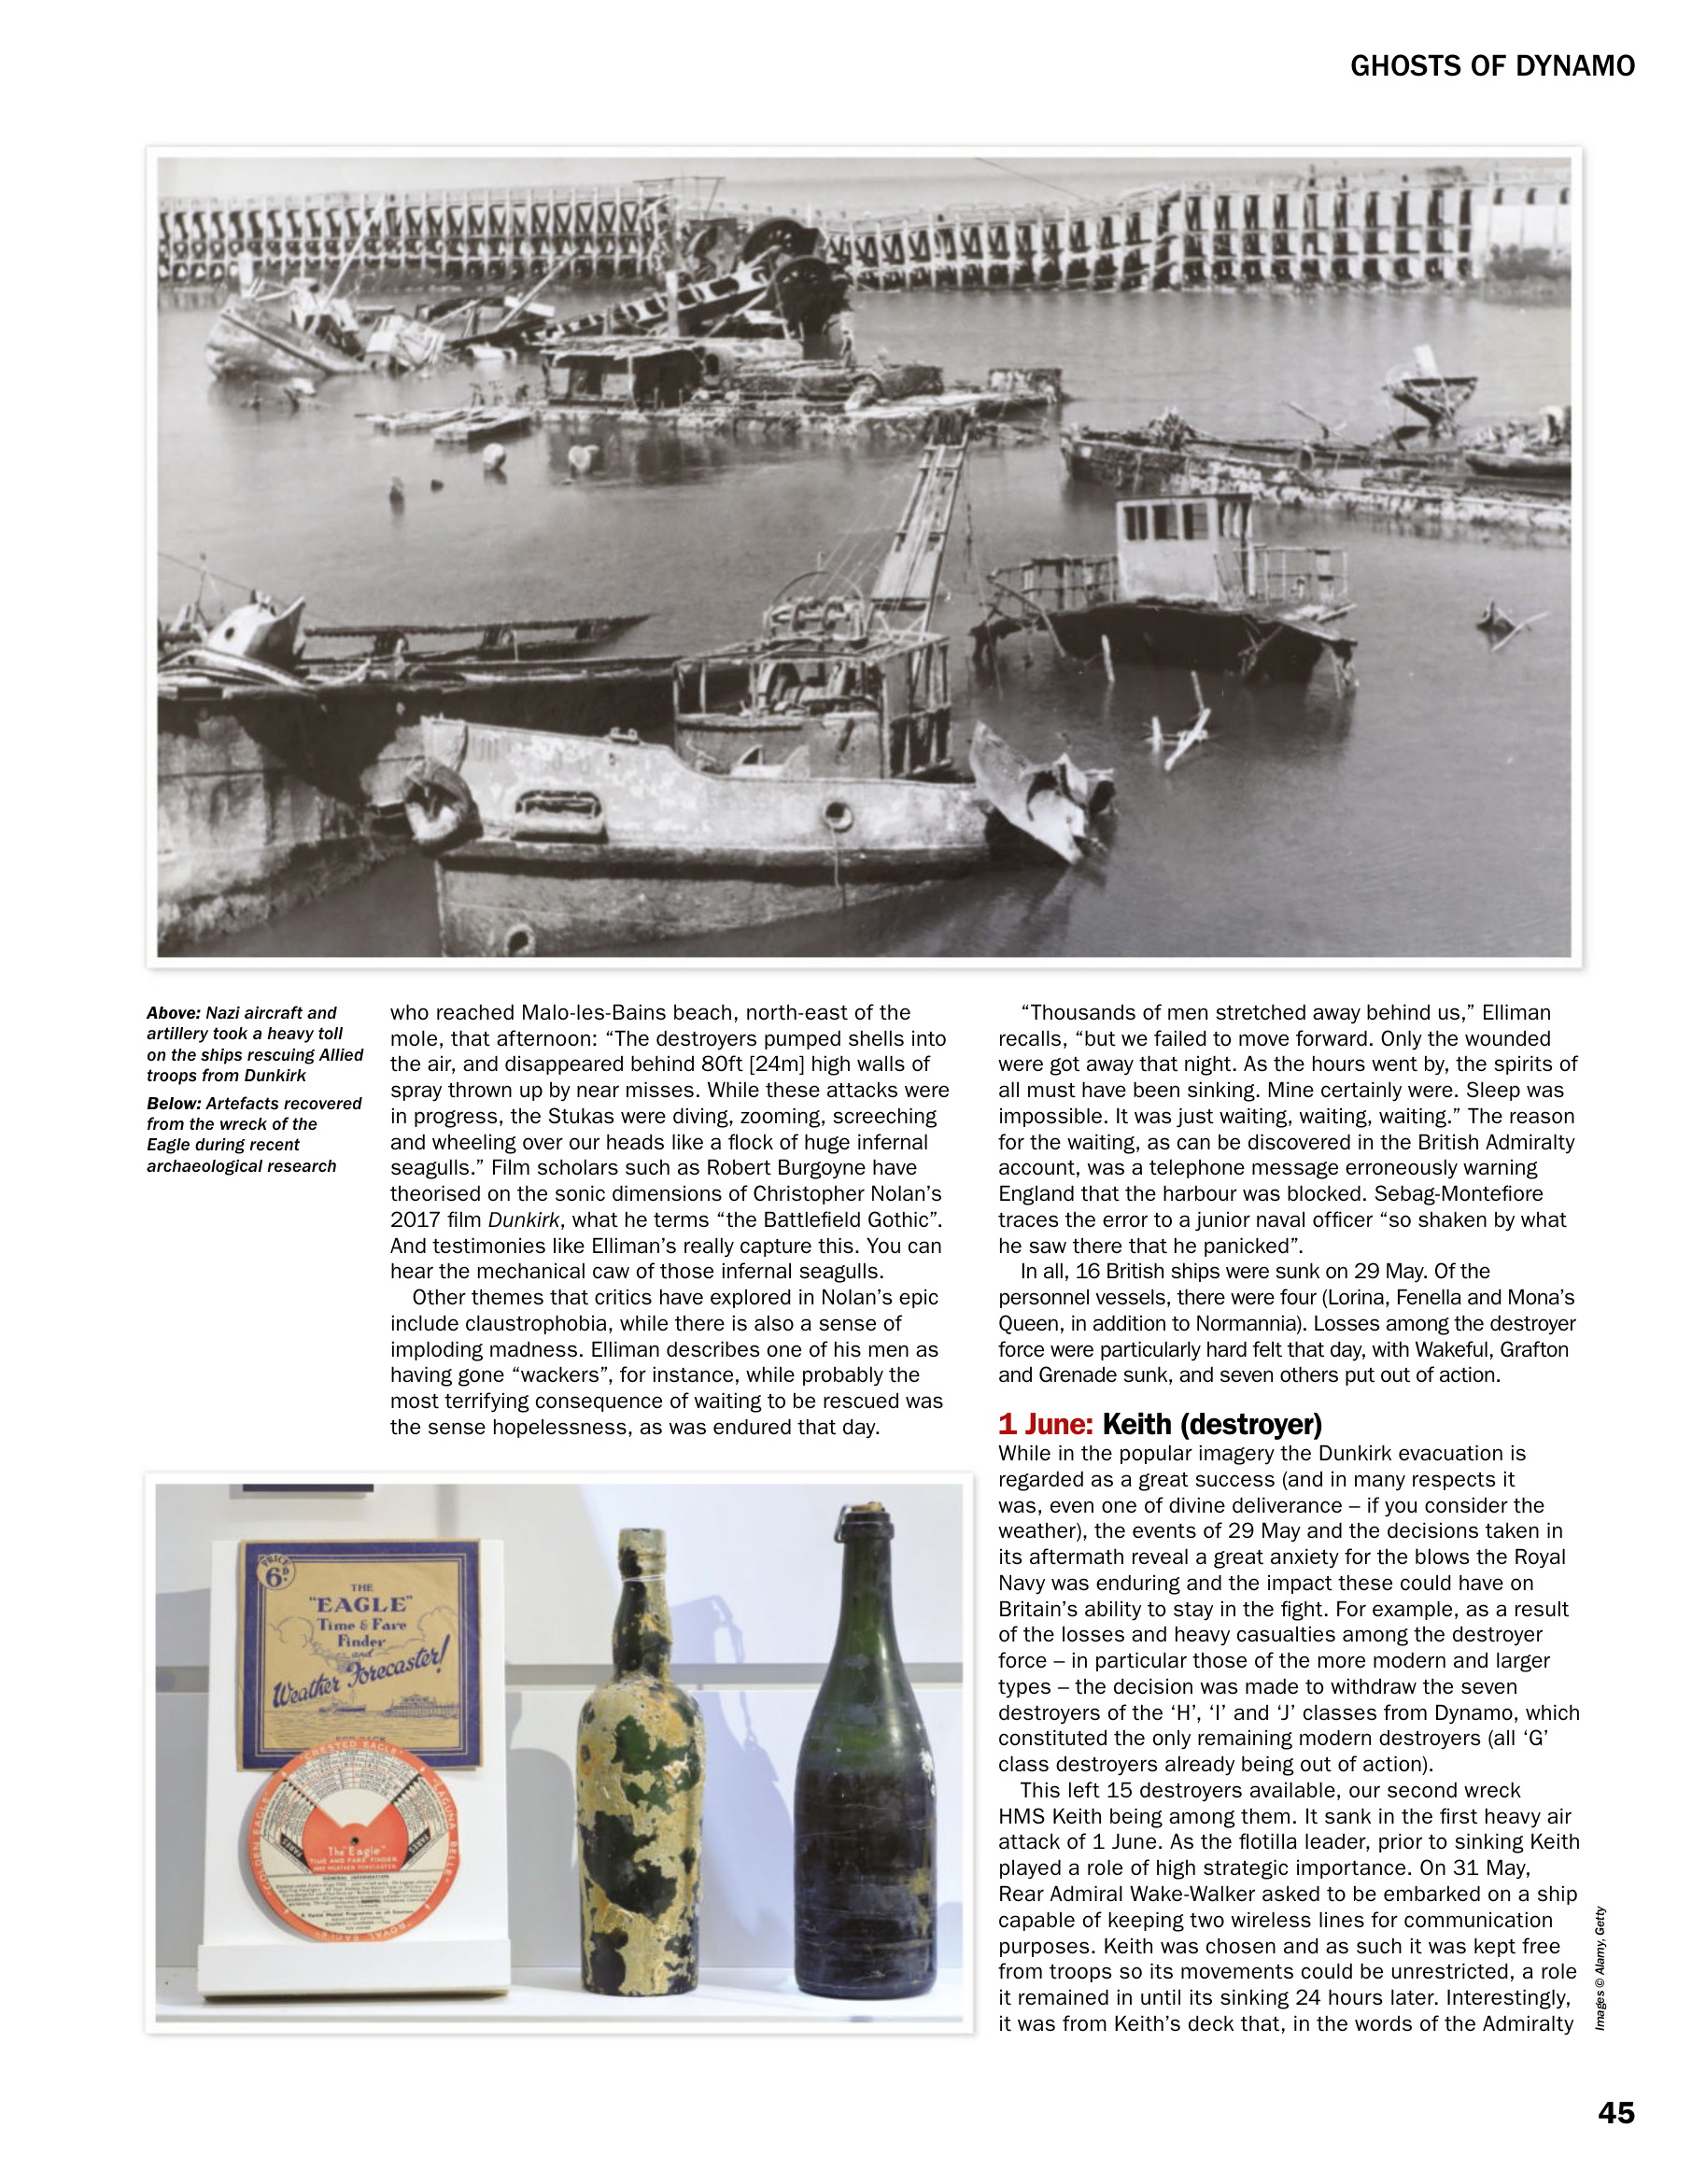 GHOSTS OF DYNAMO
Above: Nazi aircraft and
artillery took a heavy toll
on the ships rescuing Allied
troops from Dunkirk
Below: Artefacts recovered
from the wreck of the
Eagle during recent
archaeological research
who reached Malo-les-Bains beach, north-east of the
mole, that afternoon: “The destroyers pumped shells into
the air, and disappeared behind 80ft [24m] high walls of
spray thrown up by near misses. While these attacks were
in progress, the Stukas were diving, zooming, screeching
and wheeling over our heads like a flock of huge infernal
seagulls.” Film scholars such as Robert Burgoyne have
theorised on the sonic dimensions of Christopher Nolan’s
2017 film Dunkirk, what he terms “the Battlefield Gothic”.
And testimonies like Elliman’s really capture this. You can
hear the mechanical caw of those infernal seagulls.
Other themes that critics have explored in Nolan’s epic
include claustrophobia, while there is also a sense of
imploding madness. Elliman describes one of his men as
having gone “wackers”, for instance, while probably the
most terrifying consequence of waiting to be rescued was
the sense hopelessness, as was endured that day.
“Thousands of men stretched away behind us,” Elliman
recalls, “but we failed to move forward. Only the wounded
were got away that night. As the hours went by, the spirits of
all must have been sinking. Mine certainly were. Sleep was
impossible. It was just waiting, waiting, waiting.” The reason
for the waiting, as can be discovered in the British Admiralty
account, was a telephone message erroneously warning
England that the harbour was blocked. Sebag-Montefiore
traces the error to a junior naval officer “so shaken by what
he saw there that he panicked”.
In all, 16 British ships were sunk on 29 May. Of the
personnel vessels, there were four (Lorina, Fenella and Mona’s
Queen, in addition to Normannia). Losses among the destroyer
force were particularly hard felt that day, with Wakeful, Grafton
and Grenade sunk, and seven others put out of action.
1 June: Keith (destroyer)
While in the popular imagery the Dunkirk evacuation is
regarded as a great success (and in many respects it
was, even one of divine deliverance – if you consider the
weather), the events of 29 May and the decisions taken in
its aftermath reveal a great anxiety for the blows the Royal
Navy was enduring and the impact these could have on
Britain’s ability to stay in the fight. For example, as a result
of the losses and heavy casualties among the destroyer
force – in particular those of the more modern and larger
types – the decision was made to withdraw the seven
destroyers of the ‘H’, ‘I’ and ‘J’ classes from Dynamo, which
constituted the only remaining modern destroyers (all ‘G’
class destroyers already being out of action).
This left 15 destroyers available, our second wreck
HMS Keith being among them. It sank in the first heavy air
attack of 1 June. As the flotilla leader, prior to sinking Keith
played a role of high strategic importance. On 31 May,
Rear Admiral Wake-Walker asked to be embarked on a ship
capable of keeping two wireless lines for communication
purposes. Keith was chosen and as such it was kept free
from troops so its movements could be unrestricted, a role
it remained in until its sinking 24 hours later. Interestingly,
it was from Keith’s deck that, in the words of the Admiralty
PRICE
6D.
THE
"EAGLE"
Time & Fare
Finder
and
Weather Forecaster!
"CRESTED EAGLE"
"LAGUNA BELLE"
"ROYAL EAGLE"
"GOLDEN EAGLE"
FARES
The "Eagle"
TIME AND FARE FINDER
AND WEATHER FORECASTER
GENERAL INFORMATION
Images © Alamy, Getty
45